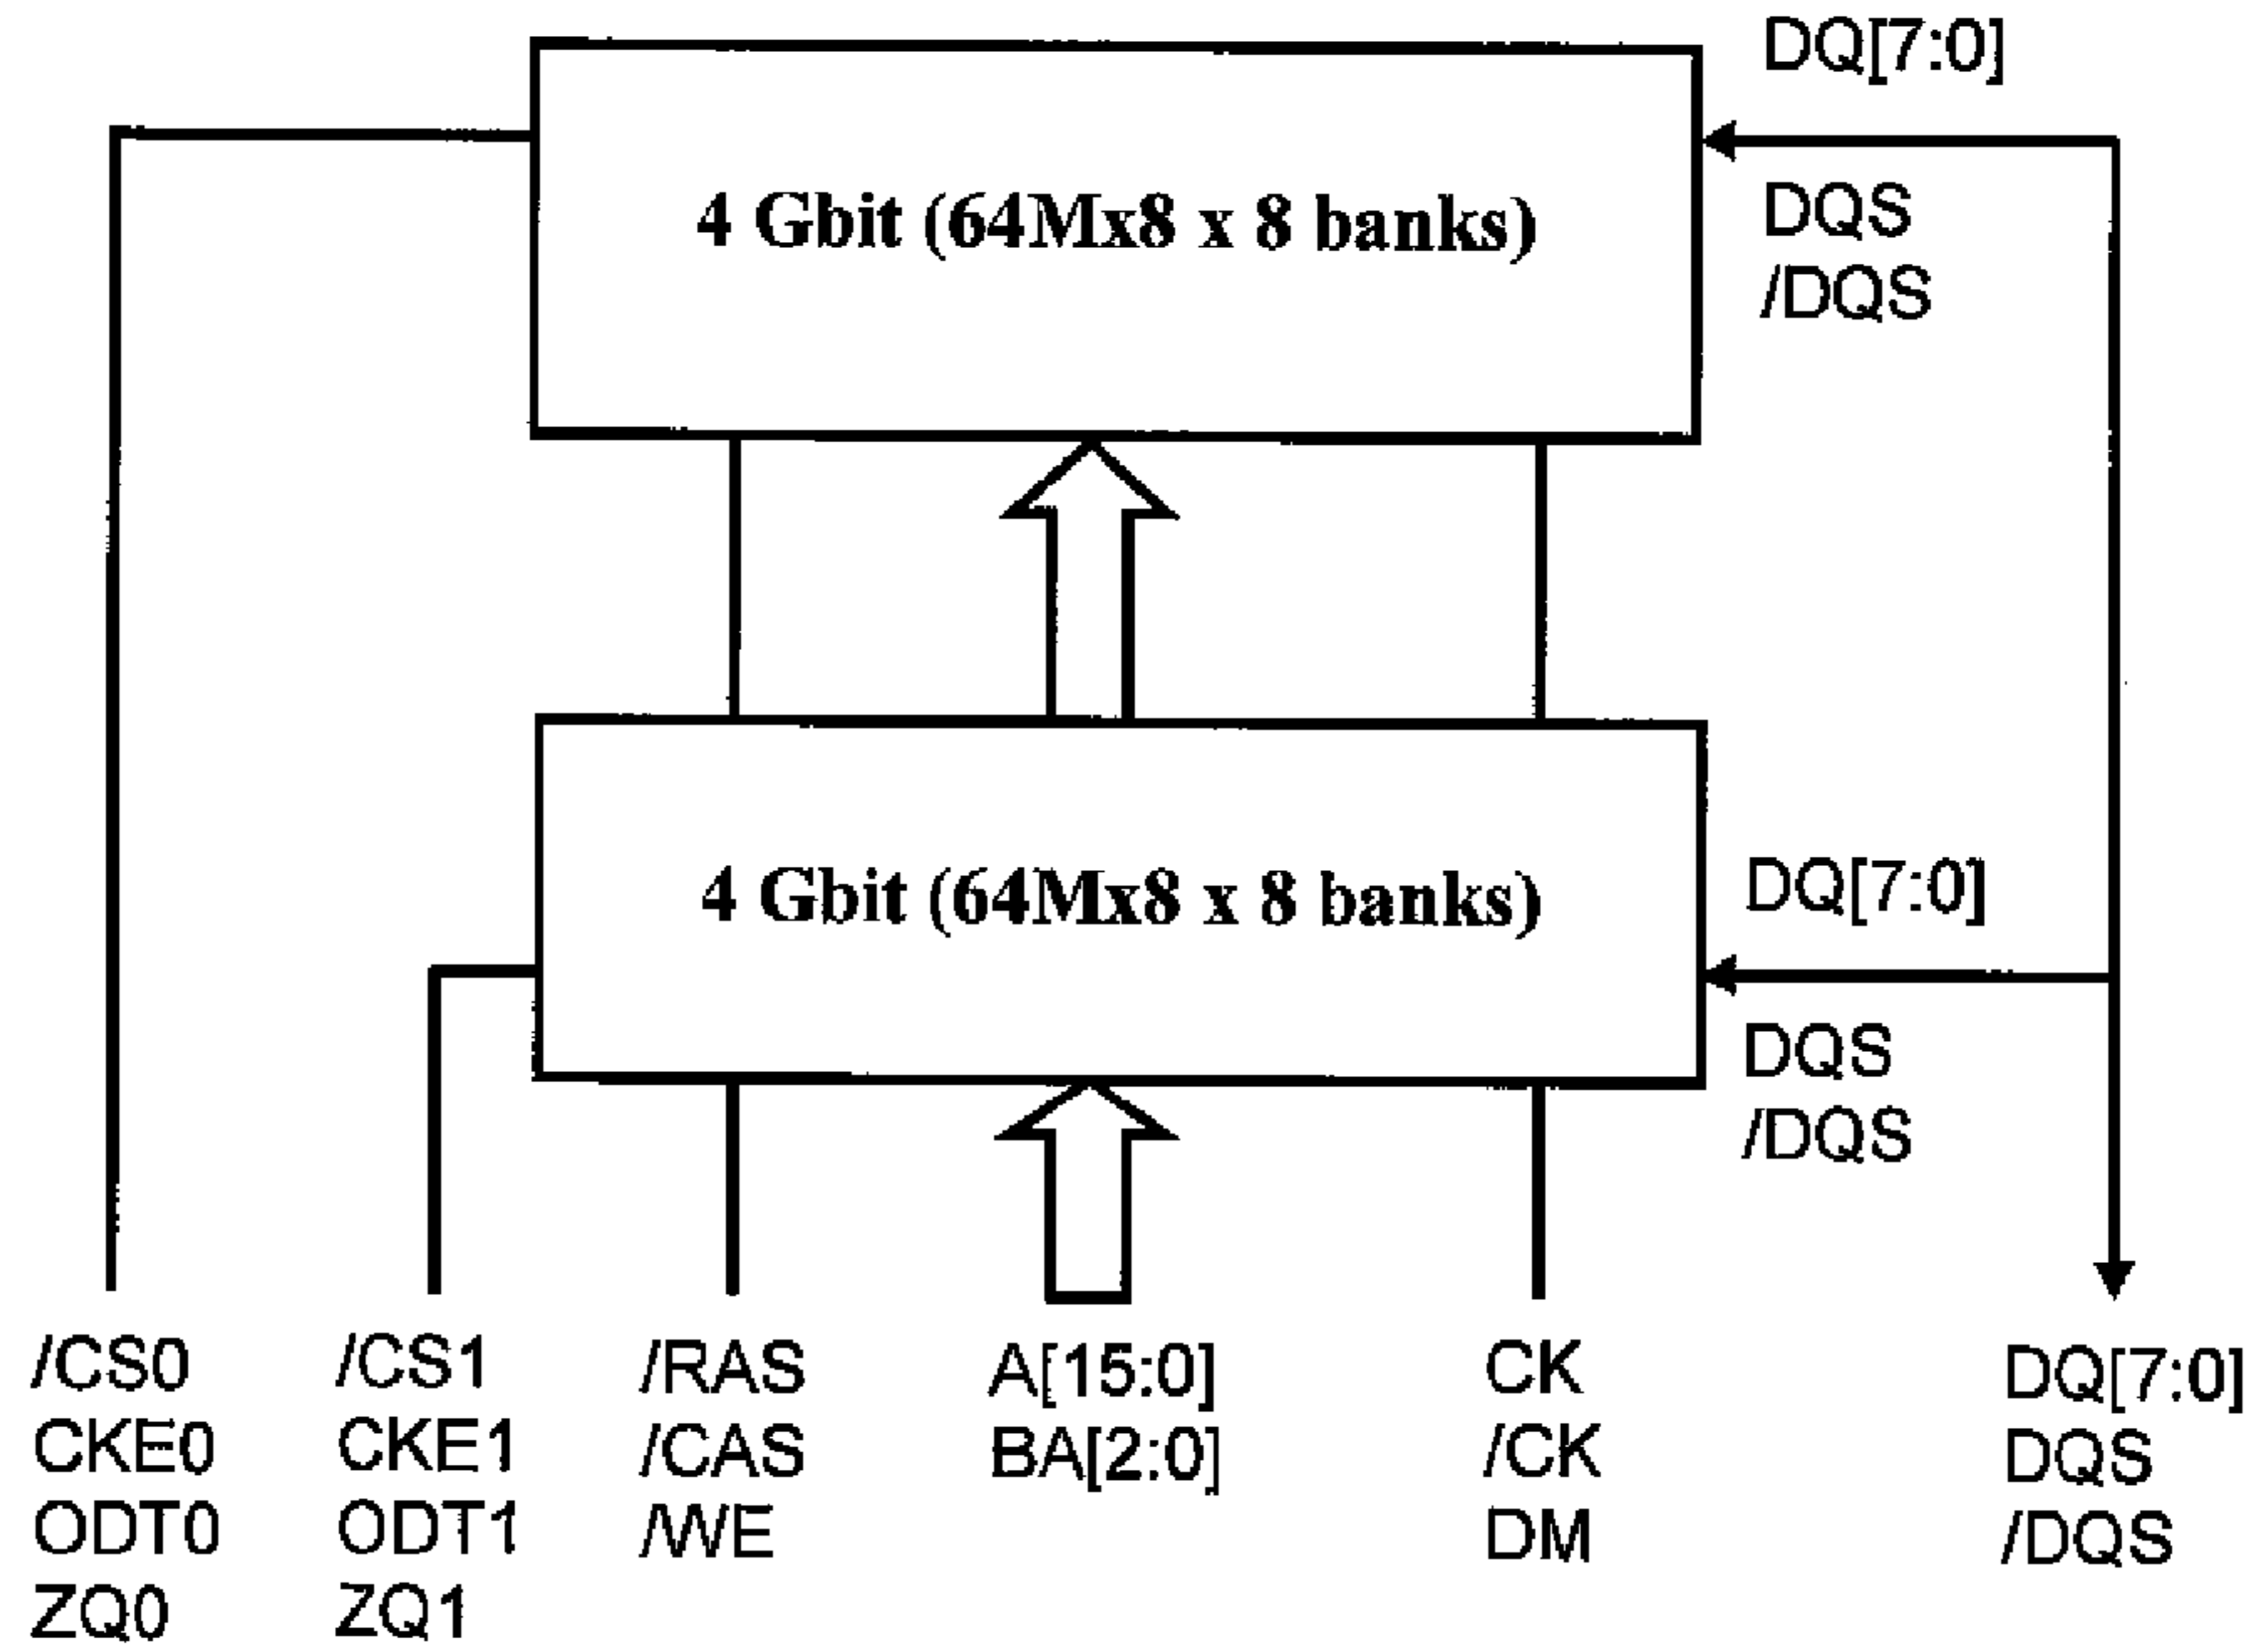 DQ[7:0]
4 Gbit (64Mx8 x 8 banks)
DQS
/DQS
4 Gbit (64Mx8 x 8 banks)
DQ[7:0]
DQS
/DQS
/CS0
CKE0
ODT0
ZQ0
/CS1
CKE1
ODT1
ZQ1
/RAS
/CAS
/WE
A[15:0]
BA[2:0]
CK
/CK
DM
DQ[7:0]
DQS
/DQS